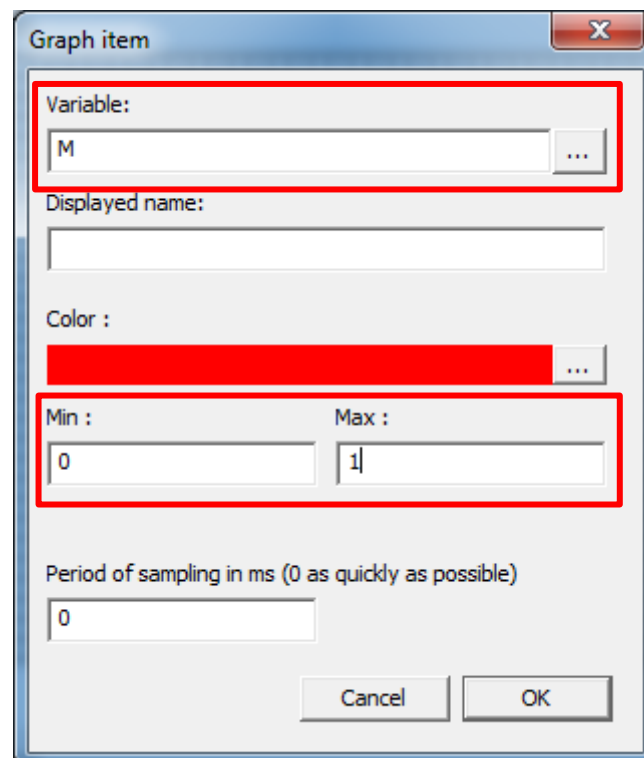 Graph item
Variable:
M
...
Displayed name:
Color :
...
Min : Max :
0 1
Period of sampling in ms (0 as quickly as possible)
0
Cancel OK